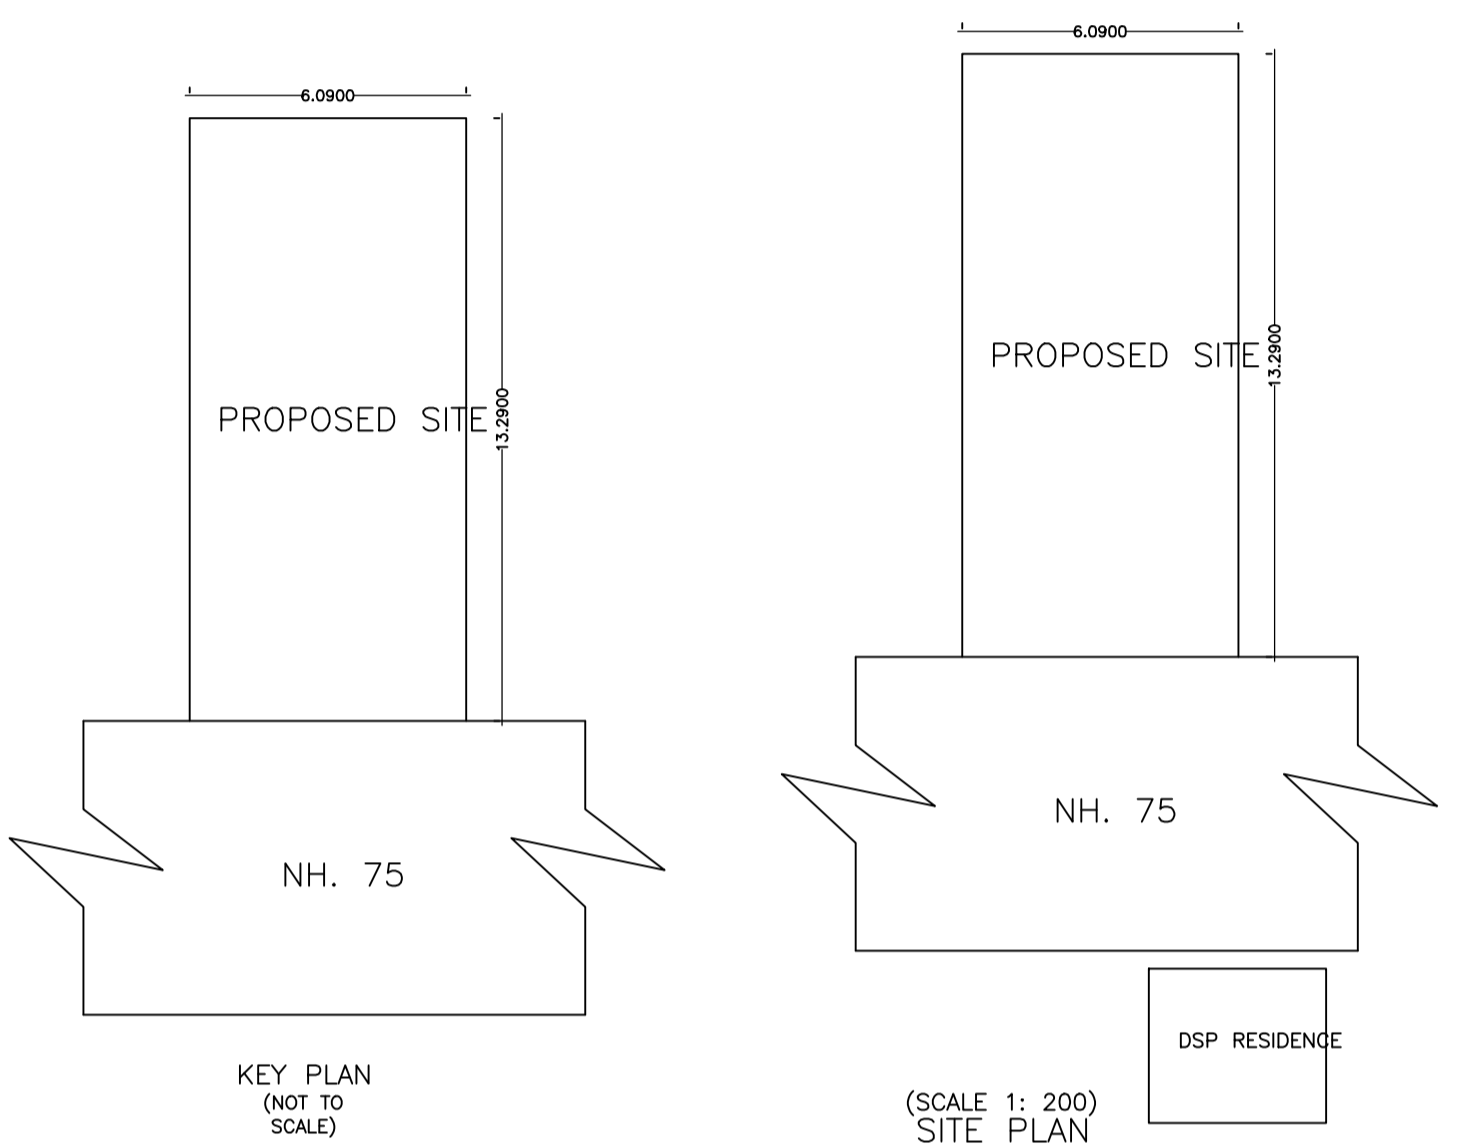 6.0900
PROPOSED SITE
13.2900
NH. 75
KEY PLAN
(NOT TO
SCALE)
6.0900
PROPOSED SITE
13.2900
NH. 75
DSP RESIDENCE
(SCALE 1: 200)
SITE PLAN